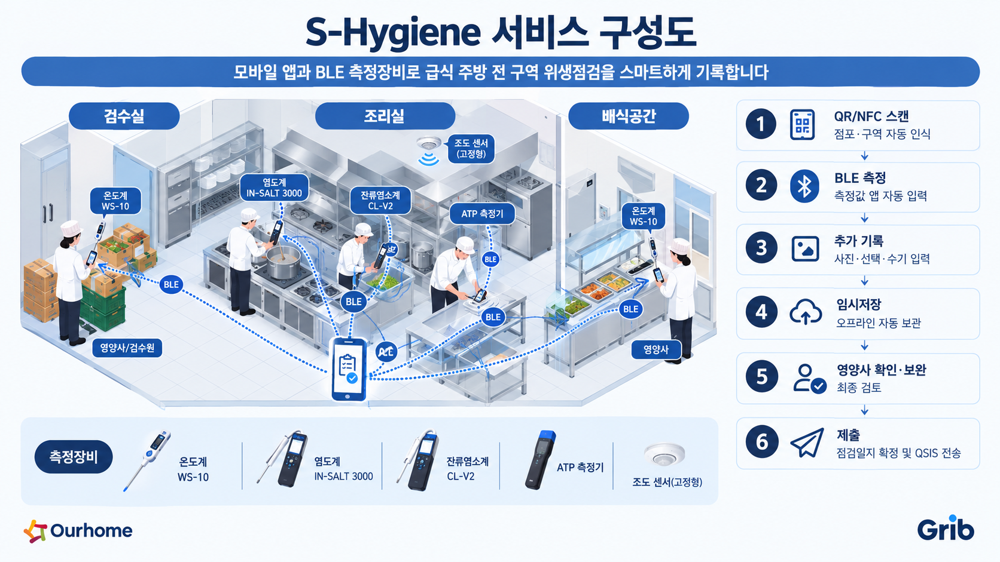 S-Hygiene 서비스 구성도
모바일 앱과 BLE 측정장비로 급식 주방 전 구역 위생점검을 스마트하게 기록합니다
검수실
조리실
배식공간
조도 센서
(고정형)
온도계
WS-10
염도계
IN-SALT 3000
잔류염소계
CL-V2
ATP 측정기
온도계
WS-10
BLE
BLE
BLE
BLE
BLE
영양사/검수원
영양사
측정장비
온도계
WS-10
염도계
IN-SALT 3000
잔류염소계
CL-V2
ATP 측정기
조도 센서(고정형)
1
QR/NFC 스캔
점포·구역 자동 인식
2
BLE 측정
측정값 앱 자동 입력
3
추가 기록
사진·선택·수기 입력
4
임시저장
오프라인 자동 보관
5
영양사 확인·보완
최종 검토
6
제출
점검일지 확정 및 QSIS 전송
Ourhome
Grib